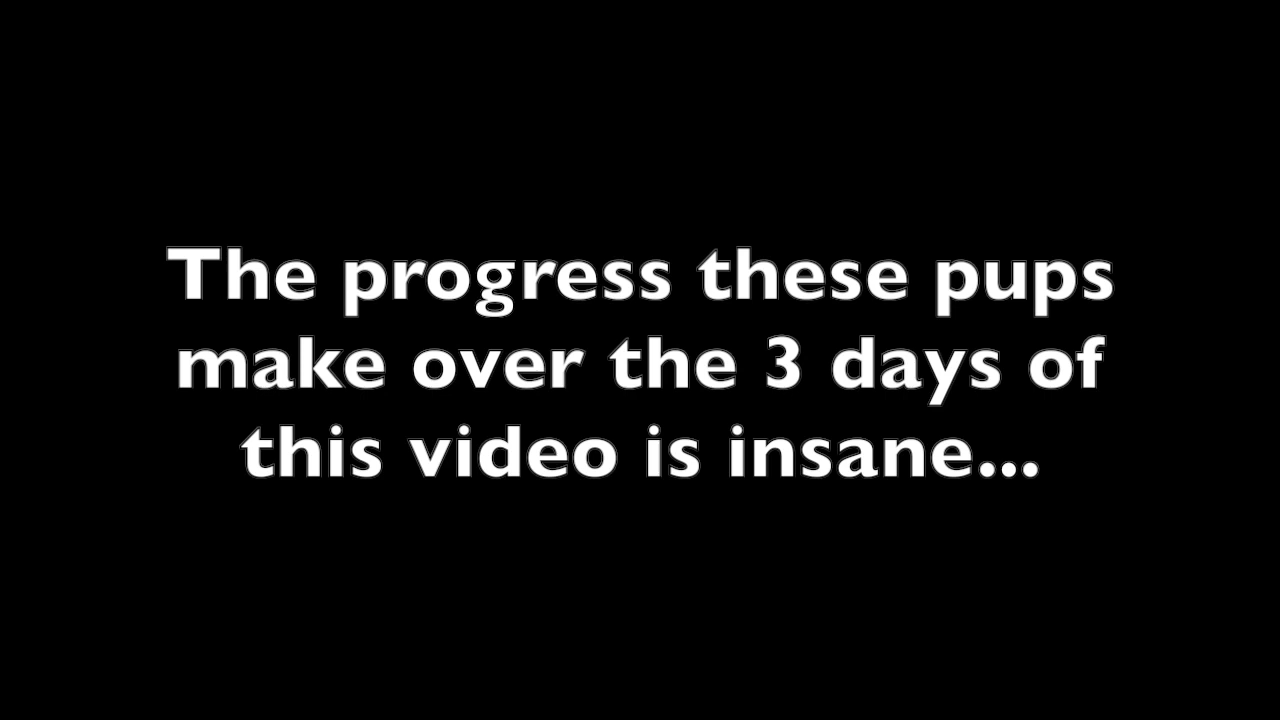 The progress these pups
make over the 3 days of
this video is insane...